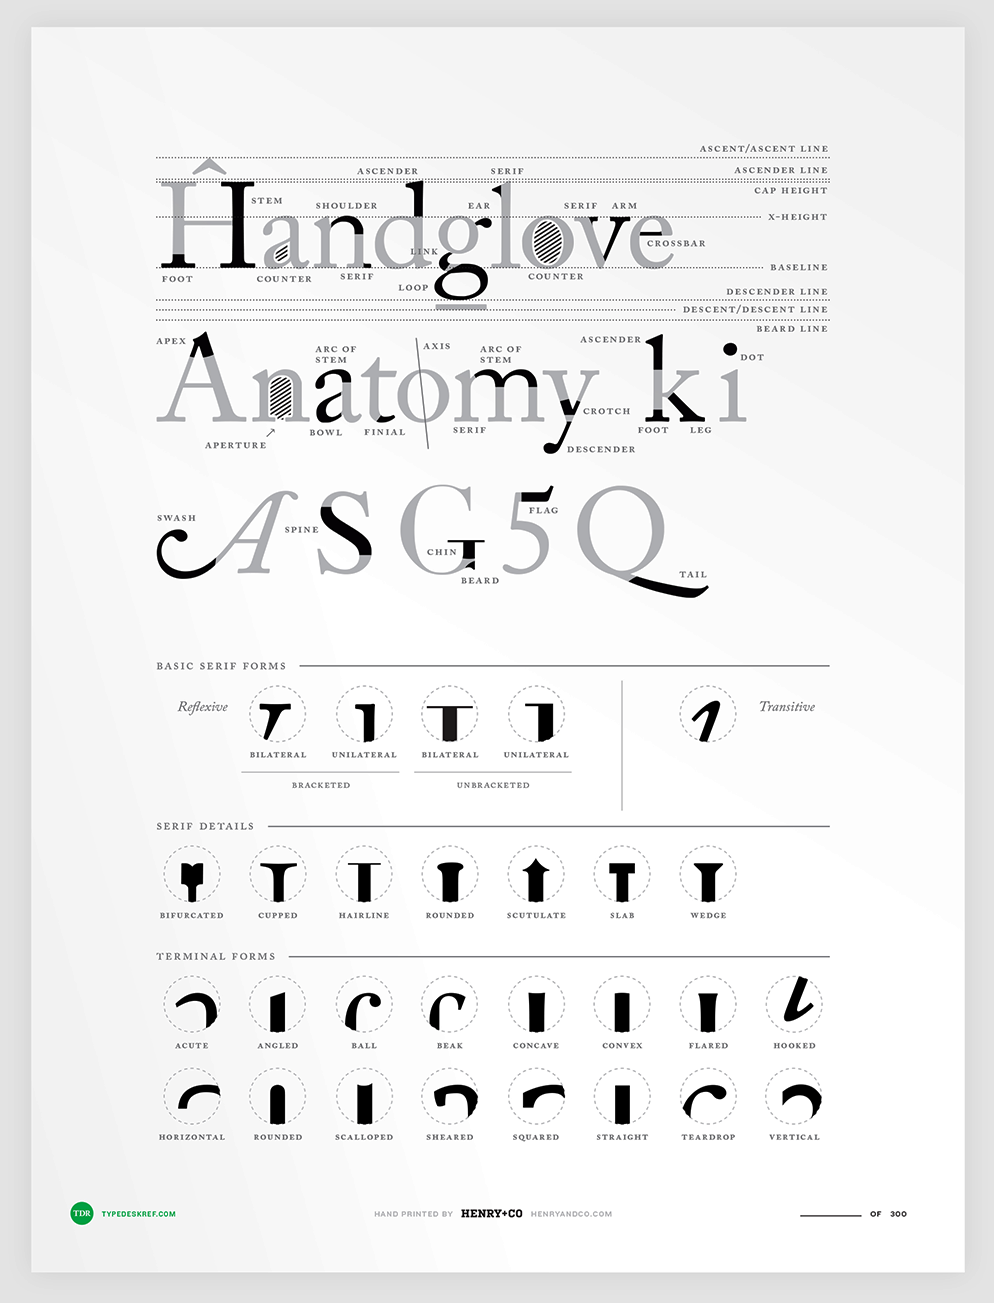 ASCENT/ASCENT LINE
ASCENDER SERIF ASCENDER LINE
CAP HEIGHT
STEM SHOULDER EAR SERIF ARM
X-HEIGHT
Ĥandglove
CROSSBAR
LINK
BASELINE
FOOT COUNTER SERIF COUNTER
LOOP
DESCENDER LINE
DESCENT/DESCENT LINE
BEARD LINE
APEX ARC OF STEM AXIS ARC OF STEM ASCENDER
DOT
Anatomy ki
CROTCH
BOWL FINIAL SERIF FOOT LEG
APERTURE DESCENDER
SWASH SPINE FLAG
ASG5Q
CHIN
BEARD
TAIL
BASIC SERIF FORMS
Reflexive Transitive
BILATERAL UNILATERAL BILATERAL UNILATERAL
BRACKETED UNBRACKETED
SERIF DETAILS
BIFURCATED CUPPED HAIRLINE ROUNDED SCUTULATE SLAB WEDGE
TERMINAL FORMS
ACUTE ANGLED BALL BEAK CONCAVE CONVEX FLARED HOOKED
HORIZONTAL ROUNDED SCALLOPED SHEARED SQUARED STRAIGHT TEARDROP VERTICAL
TDR TYPEDESKREF.COM HAND PRINTED BY HENRY+CO HENRYANDCO.COM OF 300